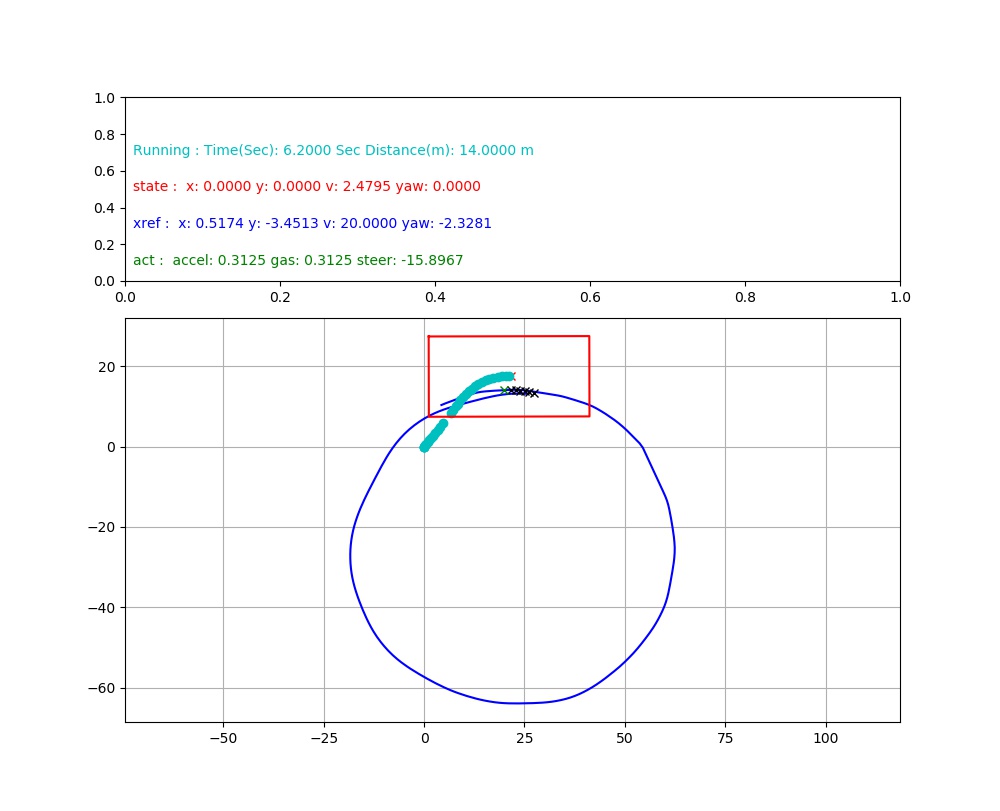 1.0
0.8
Running : Time(Sec): 6.2000 Sec Distance(m): 14.0000 m
0.6
state :  x: 0.0000 y: 0.0000 v: 2.4795 yaw: 0.0000
0.4
xref :  x: 0.5174 y: -3.4513 v: 20.0000 yaw: -2.3281
0.2
act :  accel: 0.3125 gas: 0.3125 steer: -15.8967
0.0
0.0 0.2 0.4 0.6 0.8 1.0
20
0
−20
−40
−60
−50 −25 0 25 50 75 100